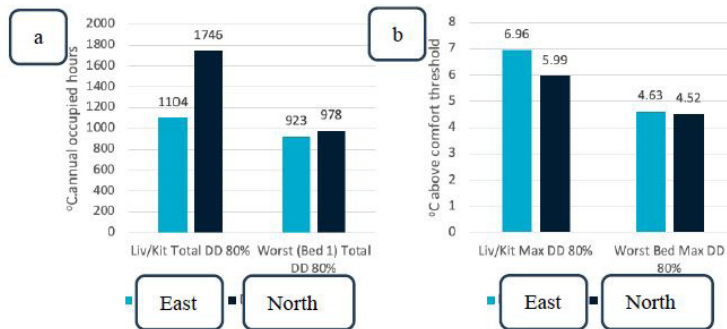 a
2000
1800
1600
1400
1200
1000
800
600
400
200
0
°C.annual occupied hours
1104
1746
923
978
Liv/Kit Total DD 80%
Worst (Bed 1) Total
DD 80%
East
North
b
8
7
6
5
4
3
2
1
0
°C above comfort threshold
6.96
5.99
4.63
4.52
Liv/Kit Max DD 80%
Worst Bed Max DD
80%
East
North